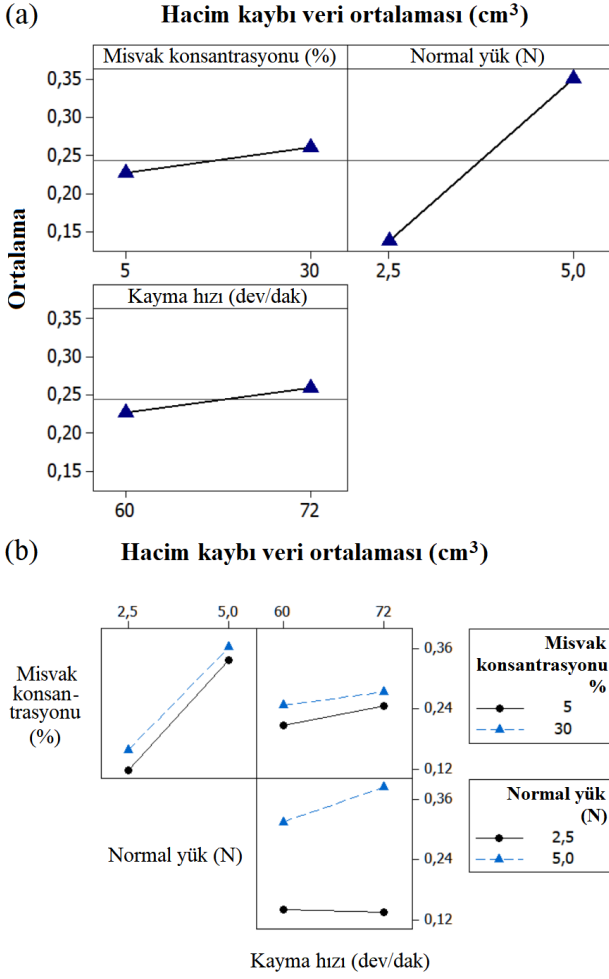 (a)
Hacim kaybı veri ortalaması (cm³)
Misvak konsantrasyonu (%)
Normal yük (N)
0,35
0,30
0,25
0,20
0,15
5
30
2,5
5,0
Ortalama
Kayma hızı (dev/dak)
0,35
0,30
0,25
0,20
0,15
60
72
(b)
Hacim kaybı veri ortalaması (cm³)
2,5
5,0
60
72
Misvak
konsan-
trasyonu
(%)
0,36
0,24
0,12
Misvak
konsantrasyonu
%
5
30
Normal yük (N)
0,36
0,24
0,12
Normal yük
(N)
2,5
5,0
Kayma hızı (dev/dak)